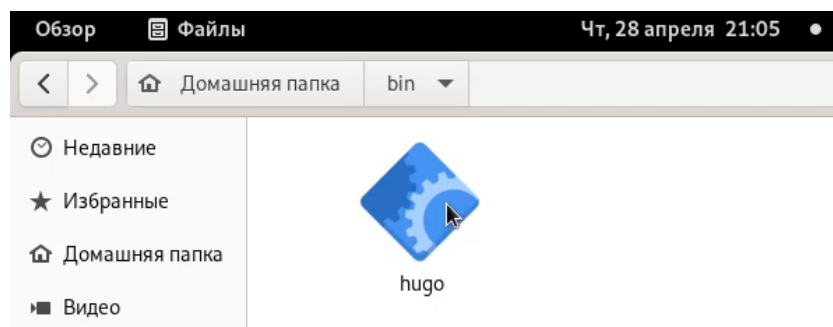 Обзор Файлы Чт, 28 апреля 21:05
Домашняя папка bin
Недавние
Избранные
Домашняя папка
Видео
hugo